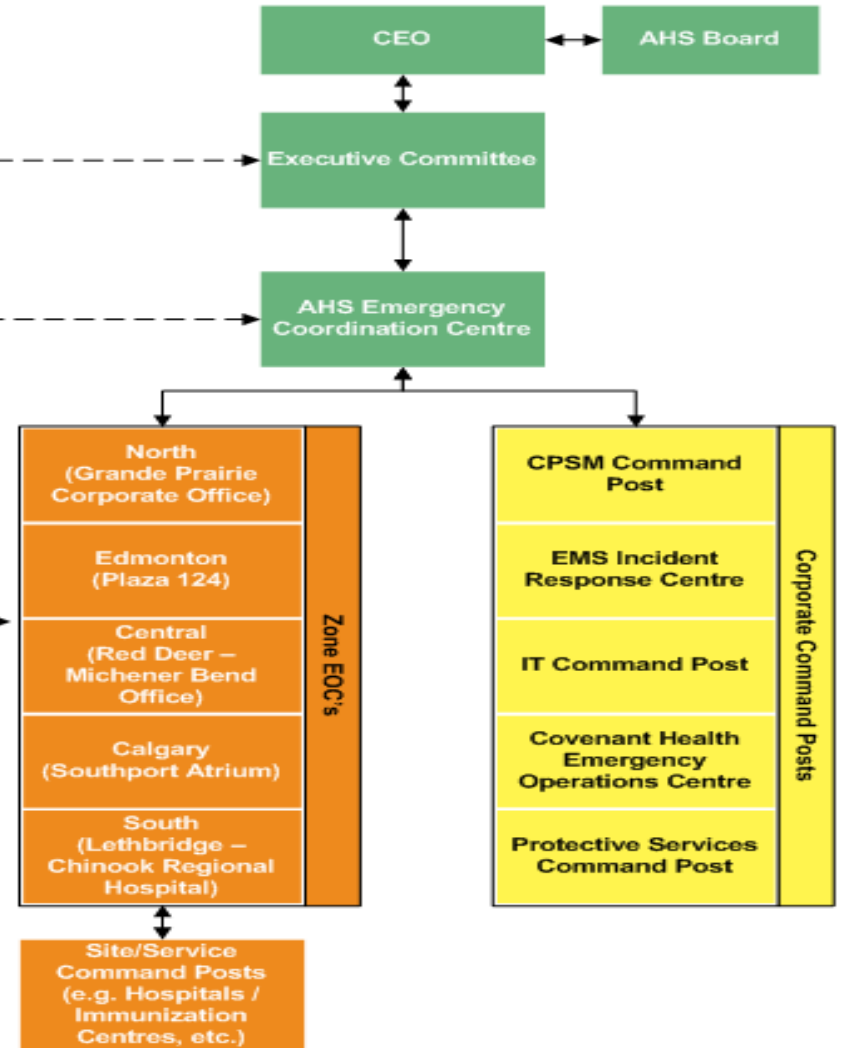 CEO
AHS Board
Executive Committee
AHS Emergency
Coordination Centre
North
(Grande Prairie
Corporate Office)
Edmonton
(Plaza 124)
Central
(Red Deer –
Michener Bend
Office)
Calgary
(Southport Atrium)
South
(Lethbridge –
Chinook Regional
Hospital)
Zone EOC's
Site/Service
Command Posts
(e.g. Hospitals /
Immunization
Centres, etc.)
CPSM Command
Post
EMS Incident
Response Centre
IT Command Post
Covenant Health
Emergency
Operations Centre
Protective Services
Command Post
Corporate Command Posts